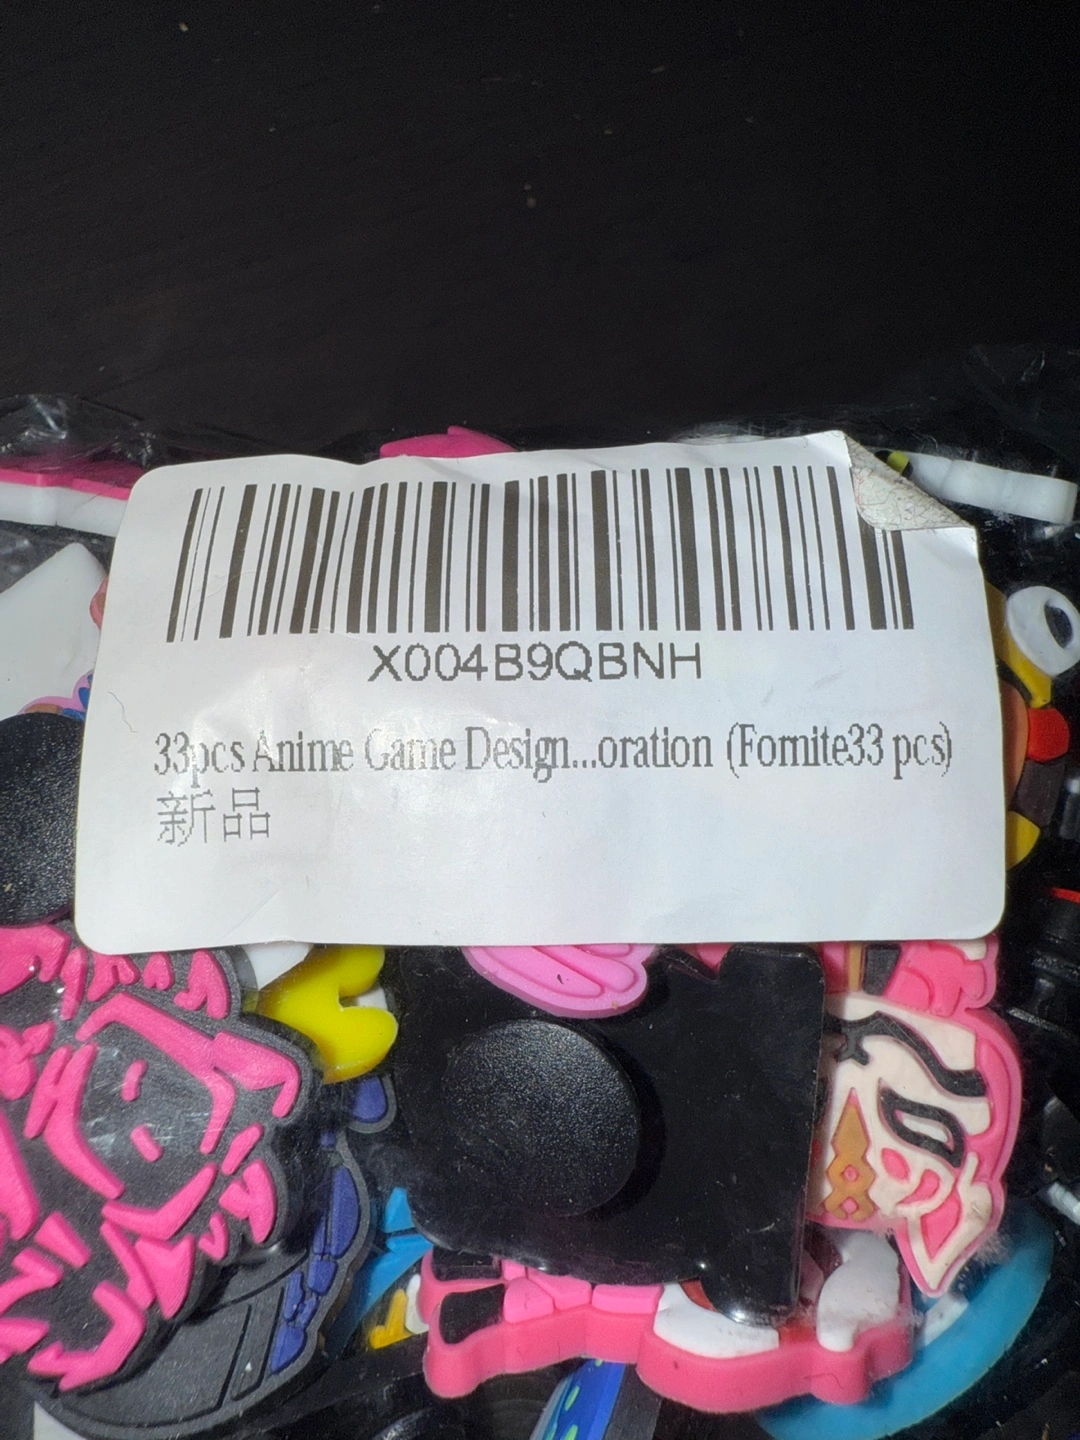 X004B9QBNH
33pcs Anime Game Design...oration (Fornite33 pcs)
新品